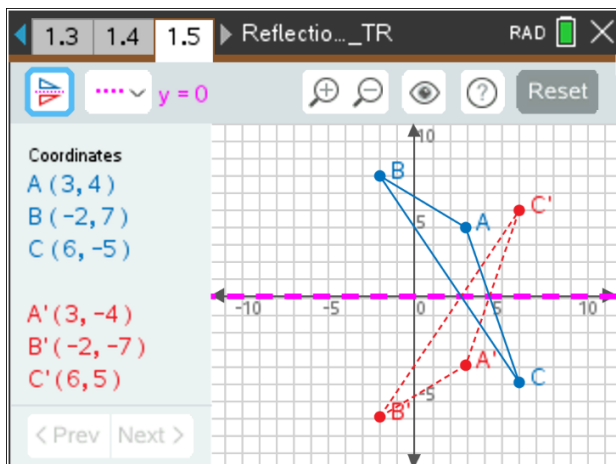 1.3 1.4 1.5 Reflectio..._TR RAD
y = 0 Reset
Coordinates
A (3, 4)
B (-2, 7)
C (6, -5)
A' (3, -4)
B' (-2, -7)
C' (6, 5)
< Prev Next >
10
B
C'
5
A
-10 -5 0 5 10
A'
C
-5
B'